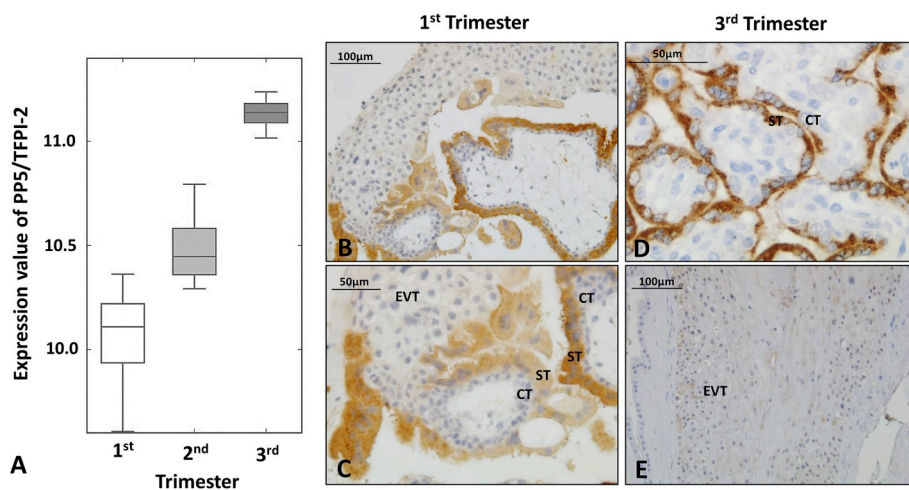 1st Trimester
3rd Trimester
Expression value of PP5/TFPI-2
11.0
10.5
10.0
1st
2nd
3rd
Trimester
A
100µm
B
50µm
EVT
CT
ST
ST
CT
C
50µm
ST
CT
D
100µm
EVT
E